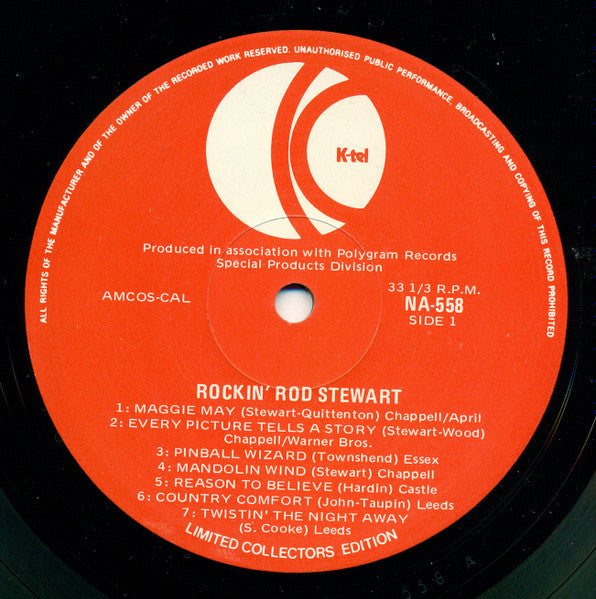 ALL RIGHTS OF THE MANUFACTURER AND OF THE OWNER OF THE RECORDED WORK RESERVED. UNAUTHORISED PUBLIC PERFORMANCE, BROADCASTING AND COPYING OF THIS RECORD PROHIBITED
K-tel
Produced in association with Polygram Records
Special Products Division
AMCOS-CAL
33 1/3 R.P.M.
NA-558
SIDE 1
ROCKIN' ROD STEWART
1: MAGGIE MAY (Stewart-Quittenton) Chappell/April
2: EVERY PICTURE TELLS A STORY (Stewart-Wood)
Chappell/Warner Bros.
3: PINBALL WIZARD (Townshend) Essex
4: MANDOLIN WIND (Stewart) Chappell
5: REASON TO BELIEVE (Hardin) Castle
6: COUNTRY COMFORT (John-Taupin) Leeds
7: TWISTIN' THE NIGHT AWAY
(S. Cooke) Leeds
LIMITED COLLECTORS EDITION
558 A